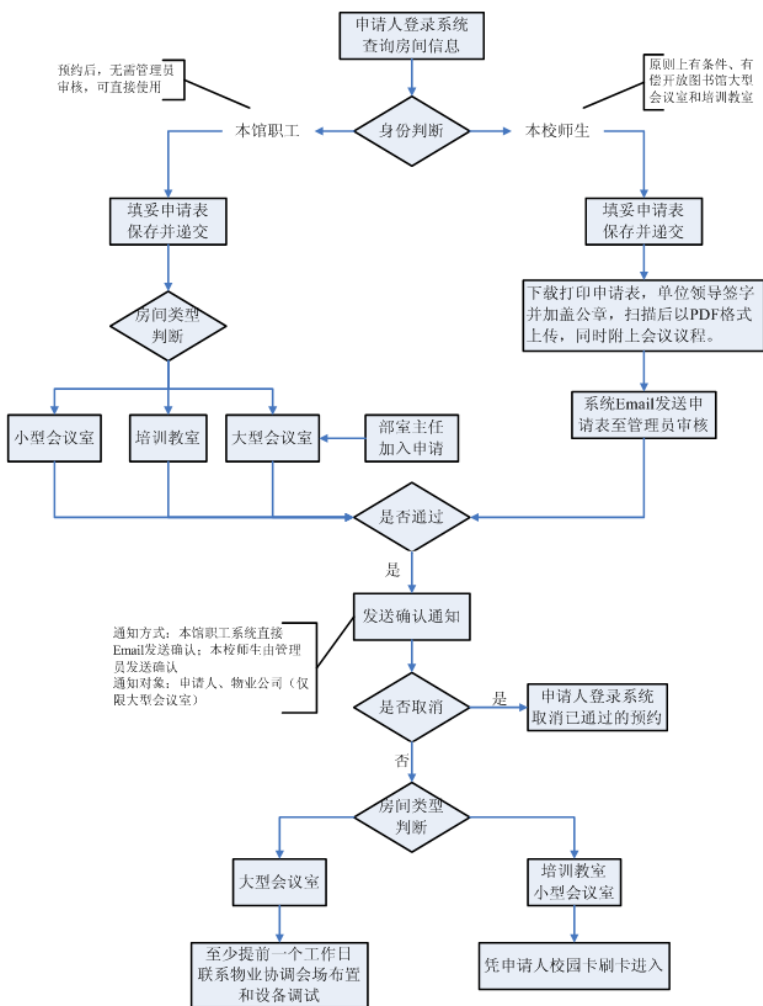 申请人登录系统
查询房间信息
预约后，无需管理员
审核，可直接使用
原则上有条件、有
偿开放图书馆大型
会议室和培训教室
本馆职工
身份判断
本校师生
填妥申请表
保存并递交
填妥申请表
保存并递交
下载打印申请表，单位领导签字
并加盖公章，扫描后以PDF格式
上传，同时附上会议议程。
房间类型
判断
系统Email发送申
请表至管理员审核
小型会议室
培训教室
大型会议室
部室主任
加入申请
是否通过
是
发送确认通知
通知方式：本馆职工系统直接
Email发送确认；本校师生由管理
员发送确认
通知对象：申请人、物业公司（仅
限大型会议室）
是否取消
是
申请人登录系统
取消已通过的预约
否
房间类型
判断
大型会议室
培训教室
小型会议室
至少提前一个工作日
联系物业协调会场布置
和设备调试
凭申请人校园卡刷卡进入